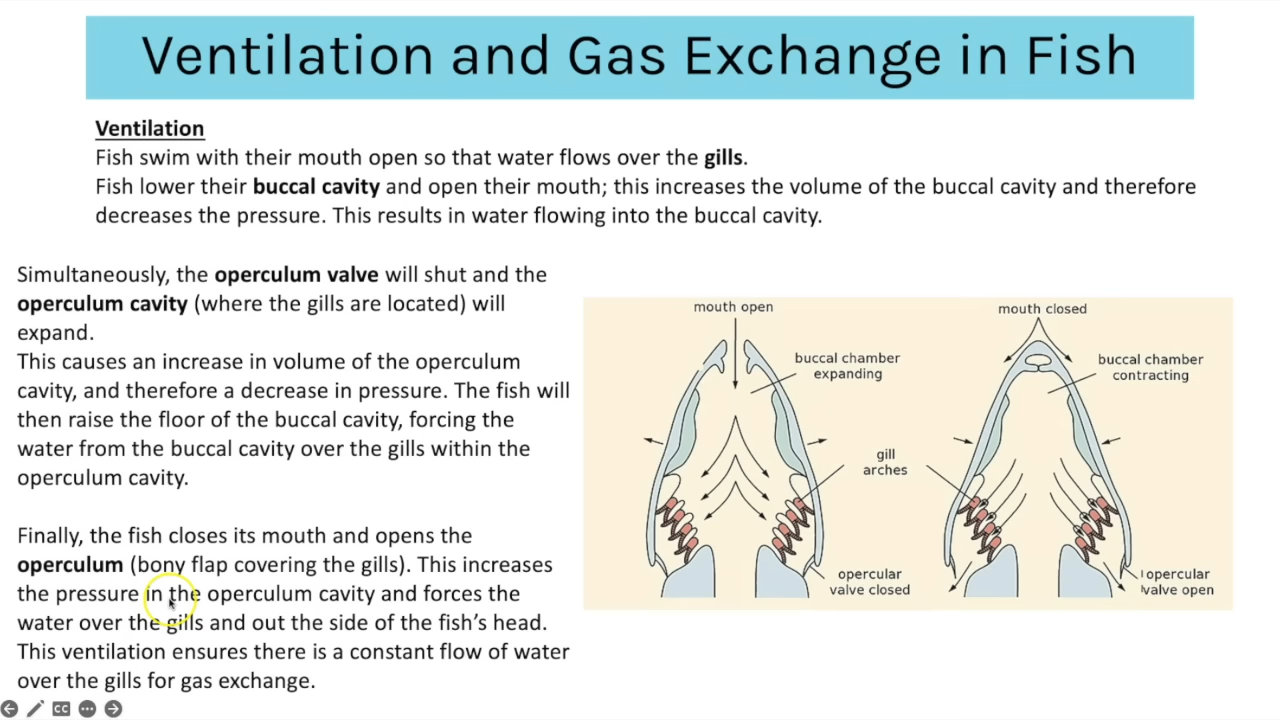 Ventilation and Gas Exchange in Fish
Ventilation
Fish swim with their mouth open so that water flows over the gills.
Fish lower their buccal cavity and open their mouth; this increases the volume of the buccal cavity and therefore
decreases the pressure. This results in water flowing into the buccal cavity.
Simultaneously, the operculum valve will shut and the
operculum cavity (where the gills are located) will
expand.
This causes an increase in volume of the operculum
cavity, and therefore a decrease in pressure. The fish will
then raise the floor of the buccal cavity, forcing the
water from the buccal cavity over the gills within the
operculum cavity.
Finally, the fish closes its mouth and opens the
operculum (bony flap covering the gills). This increases
the pressure in the operculum cavity and forces the
water over the gills and out the side of the fish's head.
This ventilation ensures there is a constant flow of water
over the gills for gas exchange.
mouth open
buccal chamber
expanding
gill
arches
opercular
valve closed
mouth closed
buccal chamber
contracting
opercular
valve open
CC